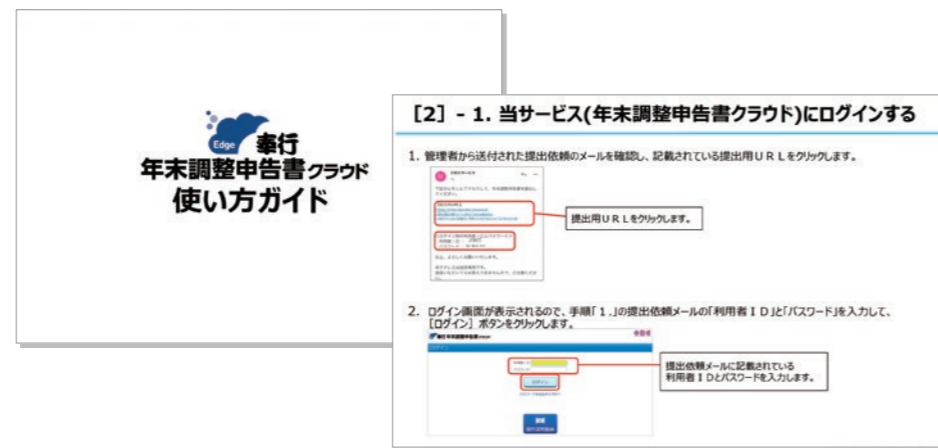 Edge 奉行
年末調整申告書クラウド
使い方ガイド
［2］- 1. 当サービス(年末調整申告書クラウド)にログインする
1. 管理者から送付された提出依頼のメールを確認し、記載されている提出用ＵＲＬをクリックします。
提出用ＵＲＬをクリックします。
2. ログイン画面が表示されるので、手順「１.」の提出依頼メールの「利用者ＩＤ」と「パスワード」を入力して、
［ログイン］ボタンをクリックします。
ログイン
提出依頼メールに記載されている
利用者ＩＤとパスワードを入力します。